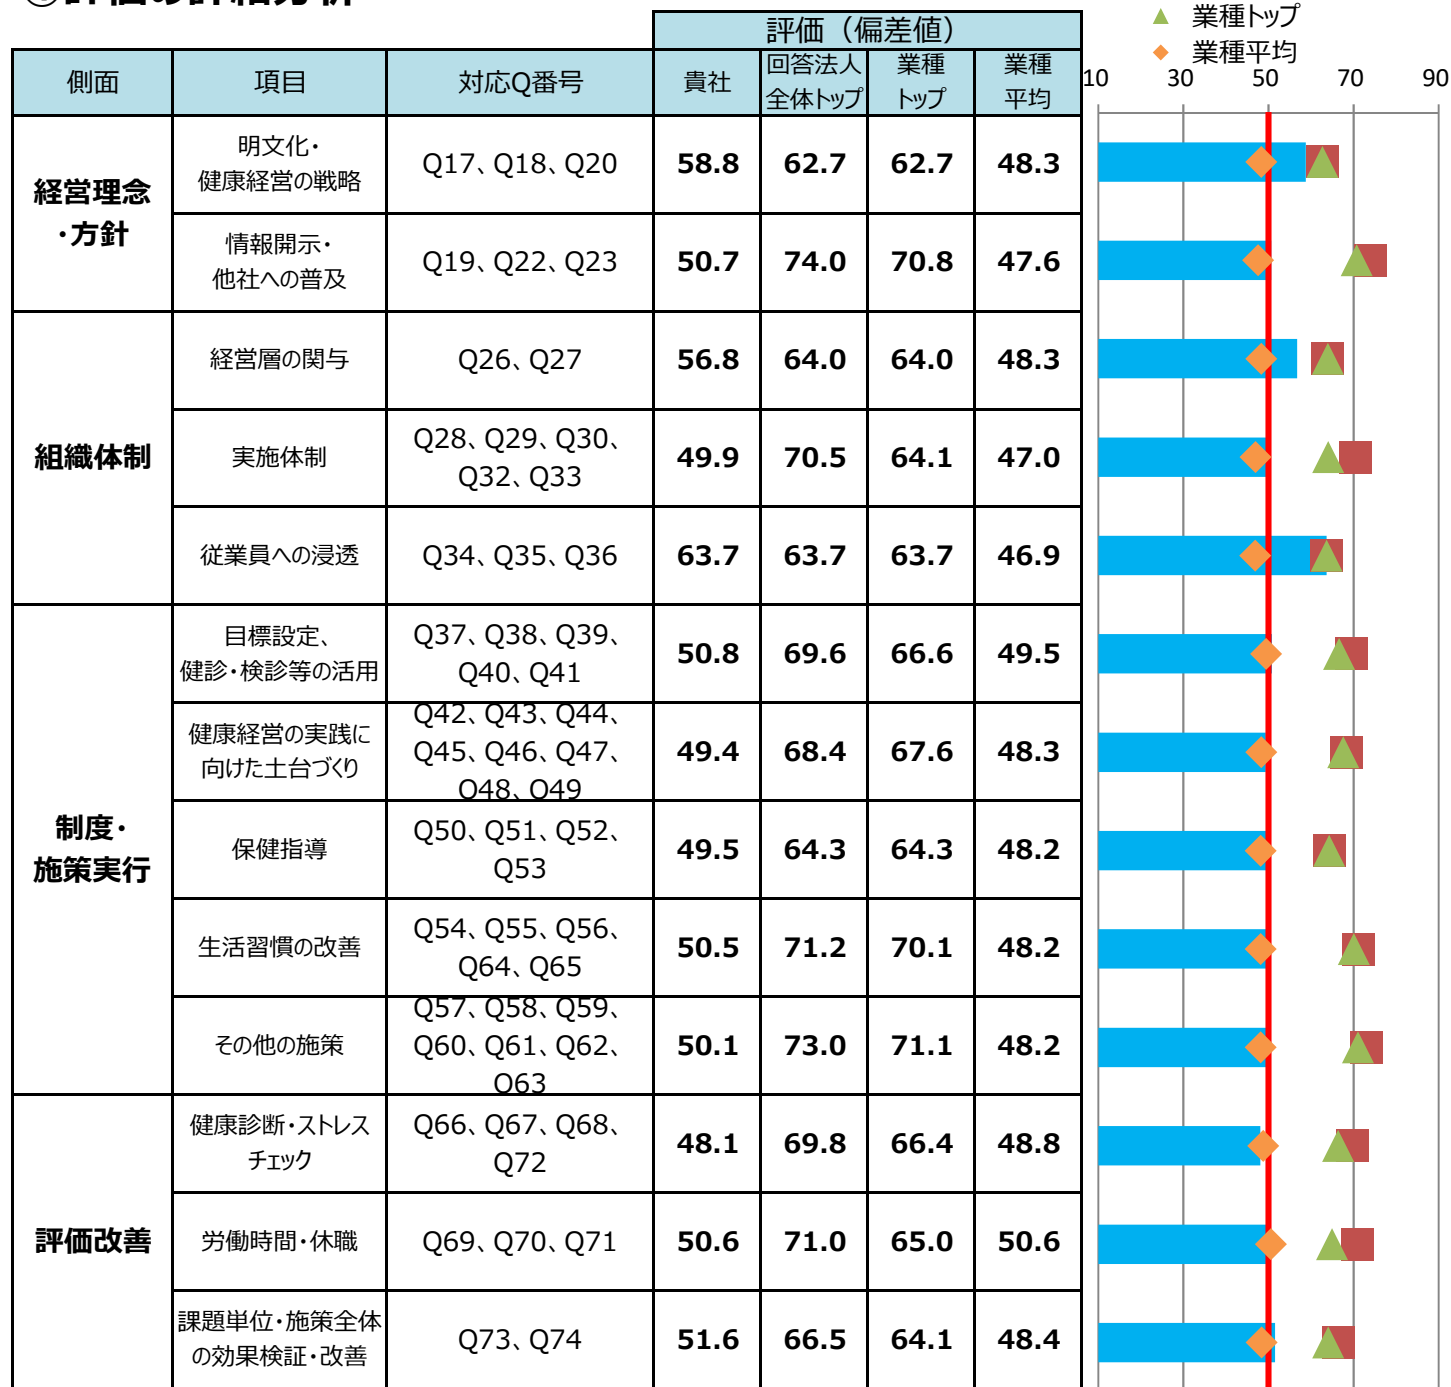 評価(偏差値)
▲ 業種トップ
◆ 業種平均
側面 項目 対応Q番号 貴社 回答法人 全体トップ 業種 トップ 業種 平均
10 30 50 70 90
経営理念
・方針
明文化・
健康経営の戦略
Q17、Q18、Q20
58.8 62.7 62.7 48.3
情報開示・
他社への普及
Q19、Q22、Q23
50.7 74.0 70.8 47.6
組織体制
経営層の関与
Q26、Q27
56.8 64.0 64.0 48.3
実施体制
Q28、Q29、Q30、
Q32、Q33
49.9 70.5 64.1 47.0
従業員への浸透
Q34、Q35、Q36
63.7 63.7 63.7 46.9
制度・
施策実行
目標設定、
健診・検診等の活用
Q37、Q38、Q39、
Q40、Q41
50.8 69.6 66.6 49.5
健康経営の実践に
向けた土台づくり
Q42、Q43、Q44、
Q45、Q46、Q47、
Q48、Q49
49.4 68.4 67.6 48.3
保健指導
Q50、Q51、Q52、
Q53
49.5 64.3 64.3 48.2
生活習慣の改善
Q54、Q55、Q56、
Q64、Q65
50.5 71.2 70.1 48.2
その他の施策
Q57、Q58、Q59、
Q60、Q61、Q62、
Q63
50.1 73.0 71.1 48.2
評価改善
健康診断・ストレス
チェック
Q66、Q67、Q68、
Q72
48.1 69.8 66.4 48.8
労働時間・休職
Q69、Q70、Q71
50.6 71.0 65.0 50.6
課題単位・施策全体
の効果検証・改善
Q73、Q74
51.6 66.5 64.1 48.4